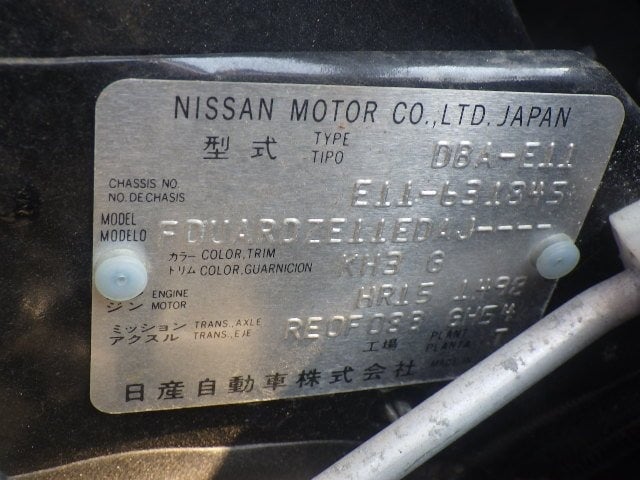 NISSAN MOTOR CO.,LTD. JAPAN
型式 TYPE TIPO DBA-E11
CHASSIS NO. NO. DE CHASIS E11-631845
MODEL MODELO FDUARDZE11EDAJ----
カラー COLOR, TRIM トリム COLOR, GUARNICION KH3 G
ジン ENGINE MOTOR HR15 1498
ミッション アクスル TRANS., AXLE TRANS., EJE RE0F08B GH54
工場 PLANT PLANTA
日産自動車株式会社